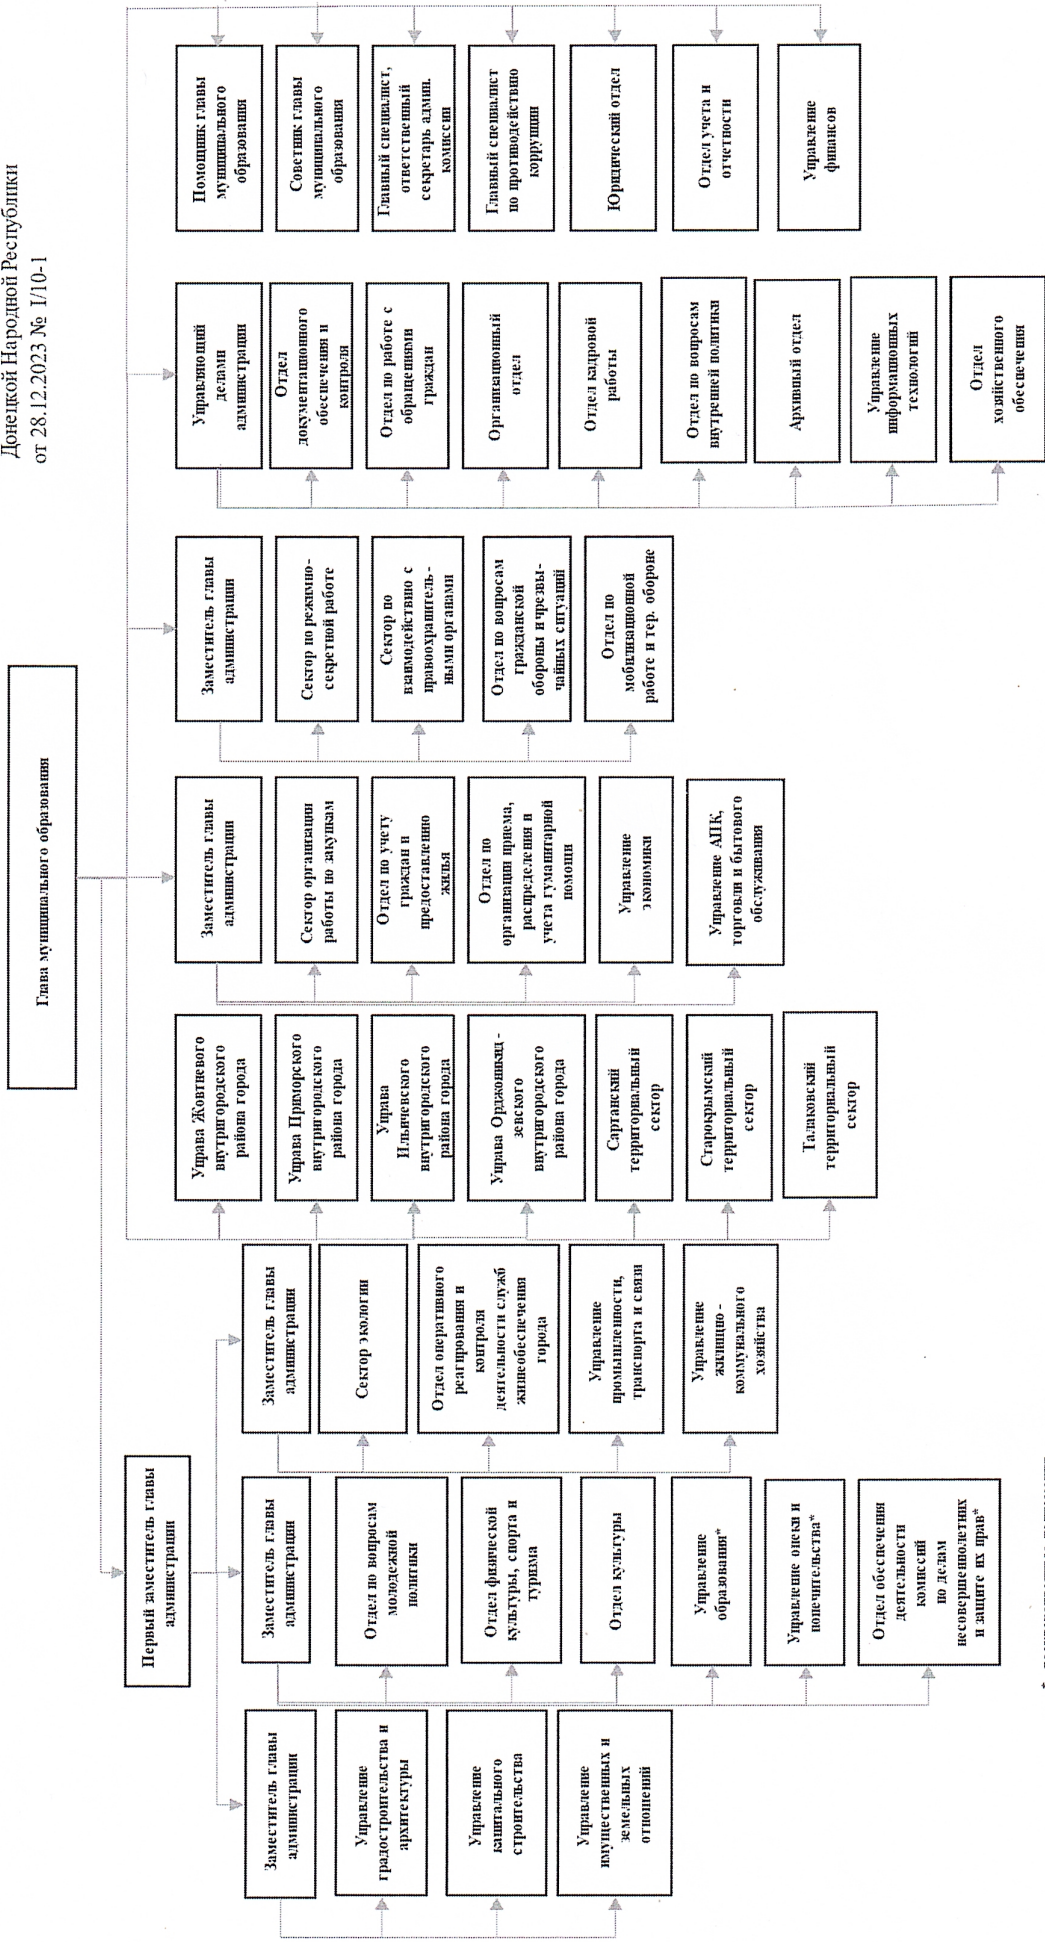 Донецкой Народной Республики
от 28.12.2023 № I/10-1
Глава муниципального образования
Первый заместитель главы
администрации
Заместитель главы
администрации
Управление
градостроительства и
архитектуры
Управление
капитального
строительства
Управление
имущественных и
земельных
отношений
Заместитель главы
администрации
Отдел по вопросам
молодежной
политики
Отдел физической
культуры, спорта и
туризма
Отдел культуры
Управление
образования*
Управление опеки и
попечительства*
Отдел обеспечения
деятельности
комиссий
по делам
несовершеннолетних
и защите их прав*
Заместитель главы
администрации
Сектор экологии
Отдел оперативного
реагирования и
контроля
деятельности служб
жизнеобеспечения
города
Управление
промышленности,
транспорта и связи
Управление
жилищно -
коммунального
хозяйства
Управа Жовтневого
внутригородского
района города
Управа Приморского
внутригородского
района города
Управа
Ильичевского
внутригородского
района города
Управа Орджоникид -
зевского
внутригородского
района города
Сартанский
территориальный
сектор
Старокрымский
территориальный
сектор
Талаковский
территориальный
сектор
Заместитель главы
администрации
Сектор организации
работы по закупкам
Отдел по учету
граждан и
предоставлению
жилья
Отдел по
организации приема,
распределения и
учета гуманитарной
помощи
Управление
экономики
Управление АПК,
торговли и бытового
обслуживания
Заместитель главы
администрации
Сектор по режимно-
секретной работе
Сектор по
взаимодействию с
правоохранитель -
ными органами
Отдел по вопросам
гражданской
обороны и чрезвы-
чайных ситуаций
Отдел по
мобилизационной
работе и тер. обороне
Управляющий
делами
администрации
Отдел
документационного
обеспечения и
контроля
Отдел по работе с
обращениями
граждан
Организационный
отдел
Отдел кадровой
работы
Отдел по вопросам
внутренней политики
Архивный отдел
Управление
информационных
технологий
Отдел
хозяйственного
обеспечения
Помощник главы
муниципального
образования
Советник главы
муниципального
образования
Главный специалист,
ответственный
секретарь админ.
комиссии
Главный специалист
по противодействию
коррупции
Юридический отдел
Отдел учета и
отчетности
Управление
финансов